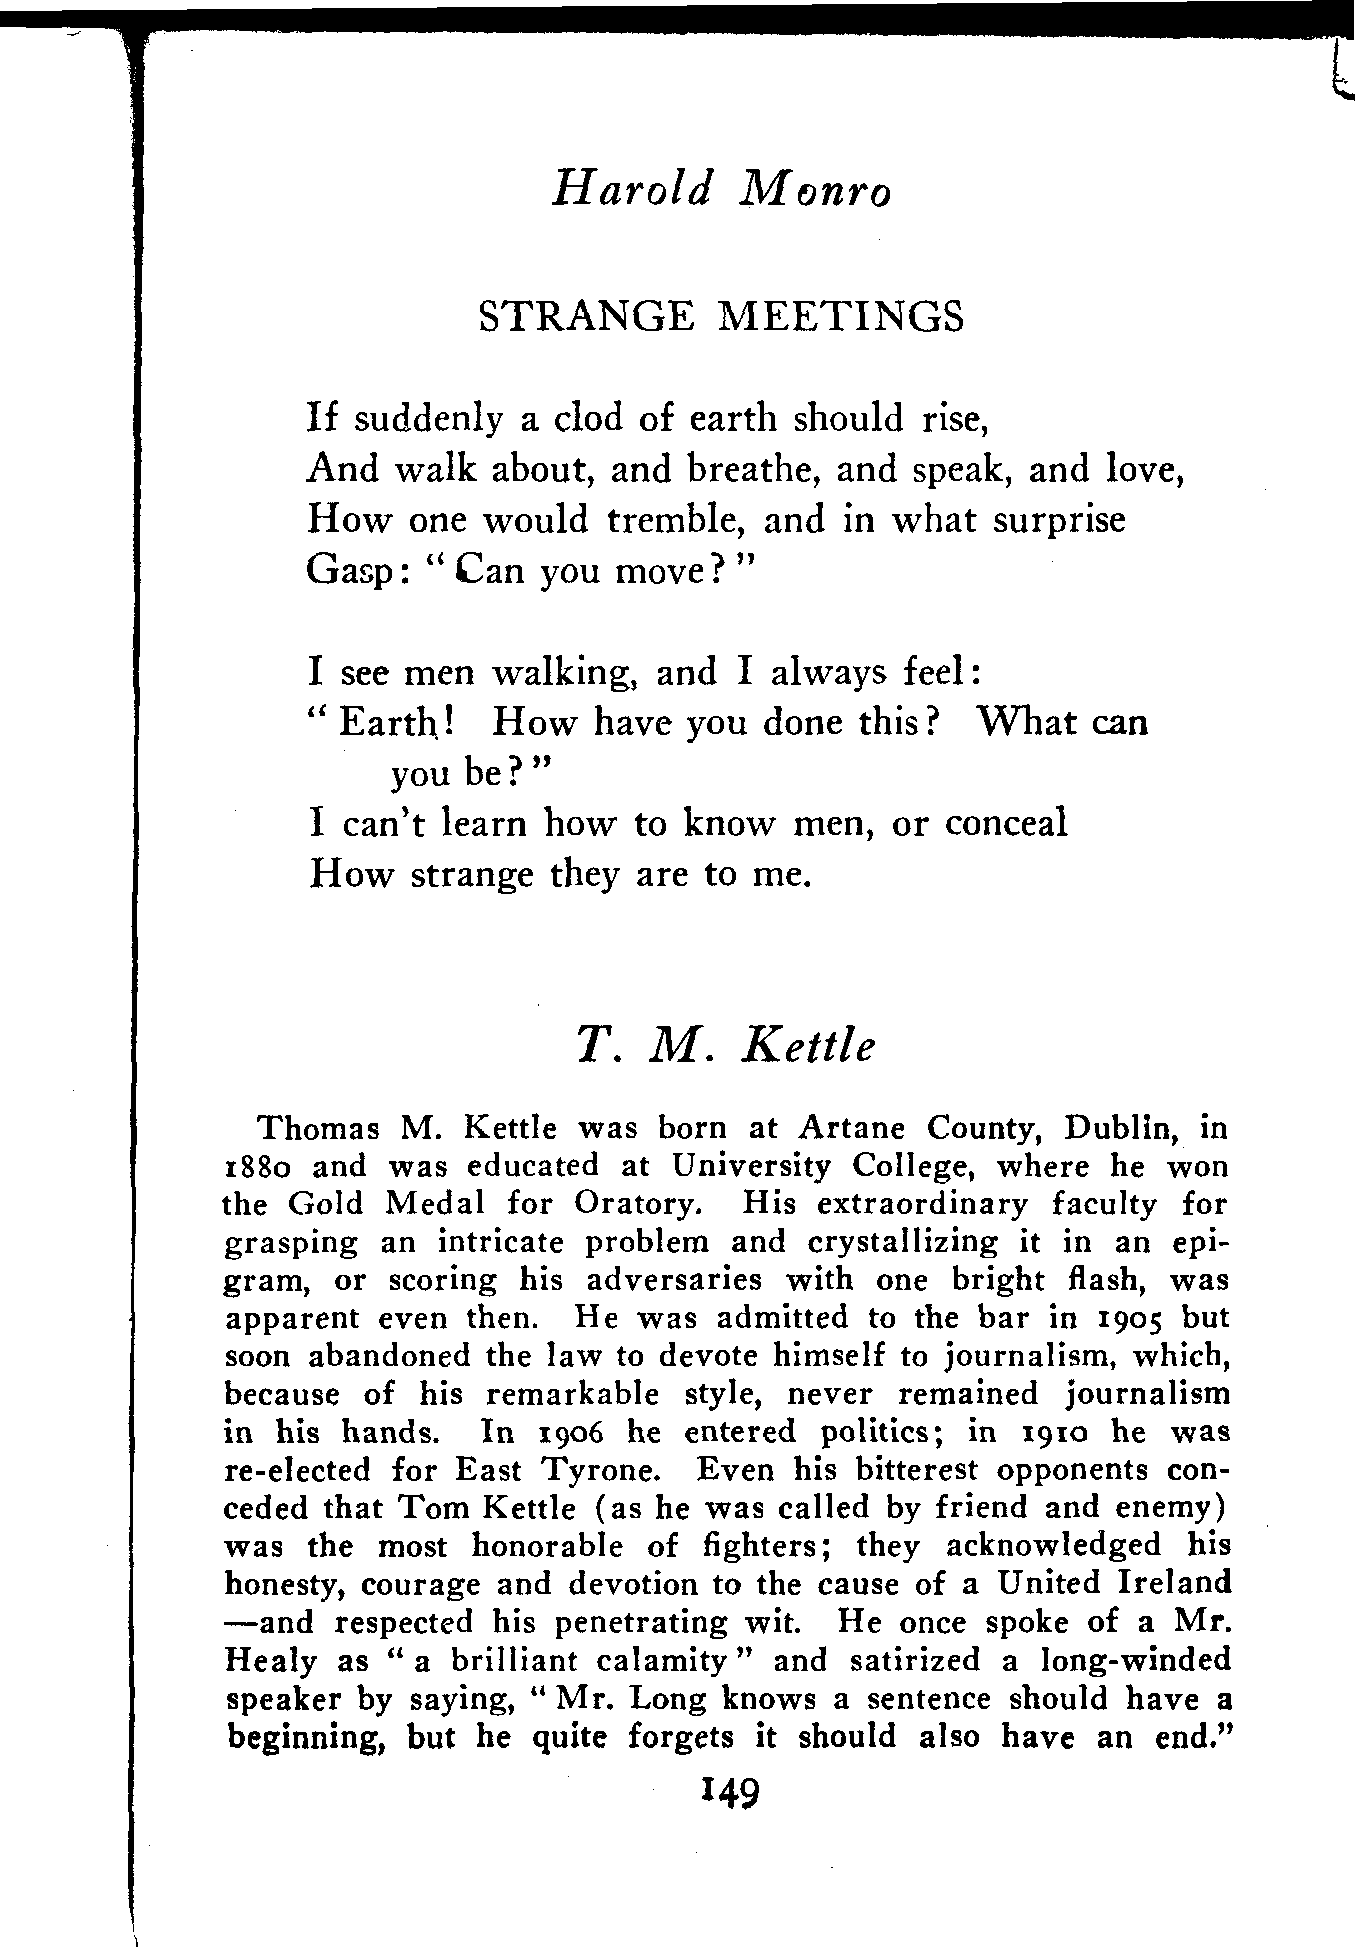 Harold Monro
STRANGE MEETINGS
If suddenly a clod of earth should rise,
And walk about, and breathe, and speak, and love,
How one would tremble, and in what surprise
Gasp: " Can you move? "
I see men walking, and I always feel:
" Earth! How have you done this? What can
you be? "
I can't learn how to know men, or conceal
How strange they are to me.
T. M. Kettle
Thomas M. Kettle was born at Artane County, Dublin, in
1880 and was educated at University College, where he won
the Gold Medal for Oratory. His extraordinary faculty for
grasping an intricate problem and crystallizing it in an epi-
gram, or scoring his adversaries with one bright flash, was
apparent even then. He was admitted to the bar in 1905 but
soon abandoned the law to devote himself to journalism, which,
because of his remarkable style, never remained journalism
in his hands. In 1906 he entered politics; in 1910 he was
re-elected for East Tyrone. Even his bitterest opponents con-
ceded that Tom Kettle (as he was called by friend and enemy)
was the most honorable of fighters; they acknowledged his
honesty, courage and devotion to the cause of a United Ireland
—and respected his penetrating wit. He once spoke of a Mr.
Healy as " a brilliant calamity " and satirized a long-winded
speaker by saying, " Mr. Long knows a sentence should have a
beginning, but he quite forgets it should also have an end."
149